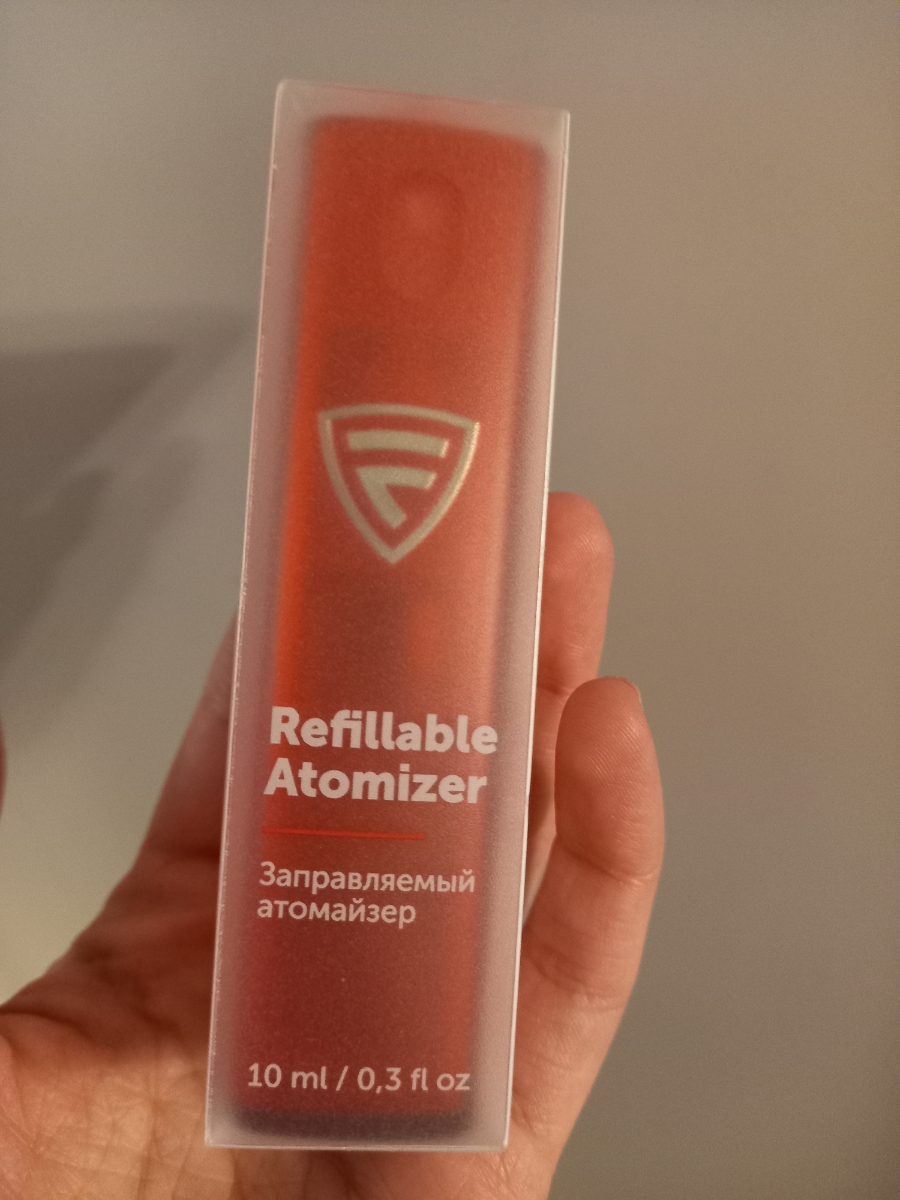 Refillable
Atomizer
Заправляемый
атомайзер
10 ml / 0,3 fl oz